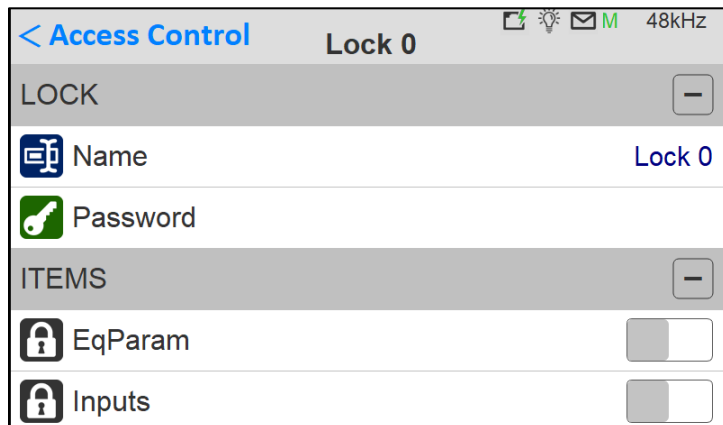 < Access Control
Lock 0
M
48kHz
LOCK
Name
Lock 0
Password
ITEMS
EqParam
Inputs